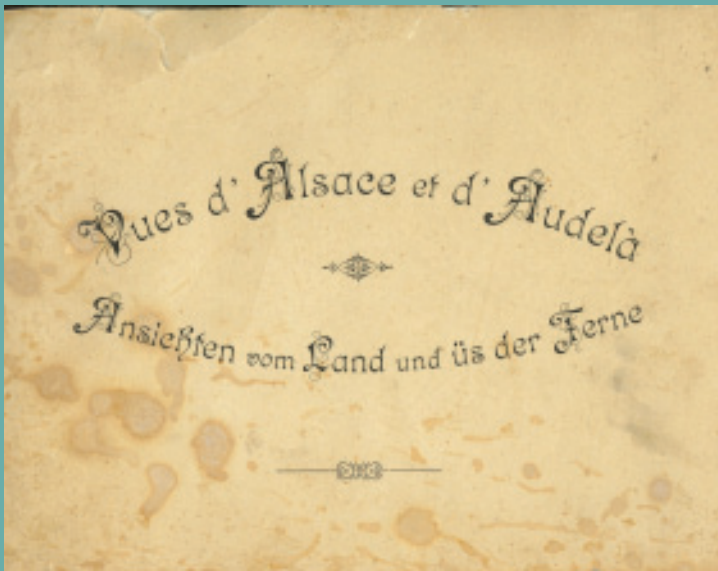 Vues d'Alsace et d'Audelà
Ansichten vom Land und üs der Ferne